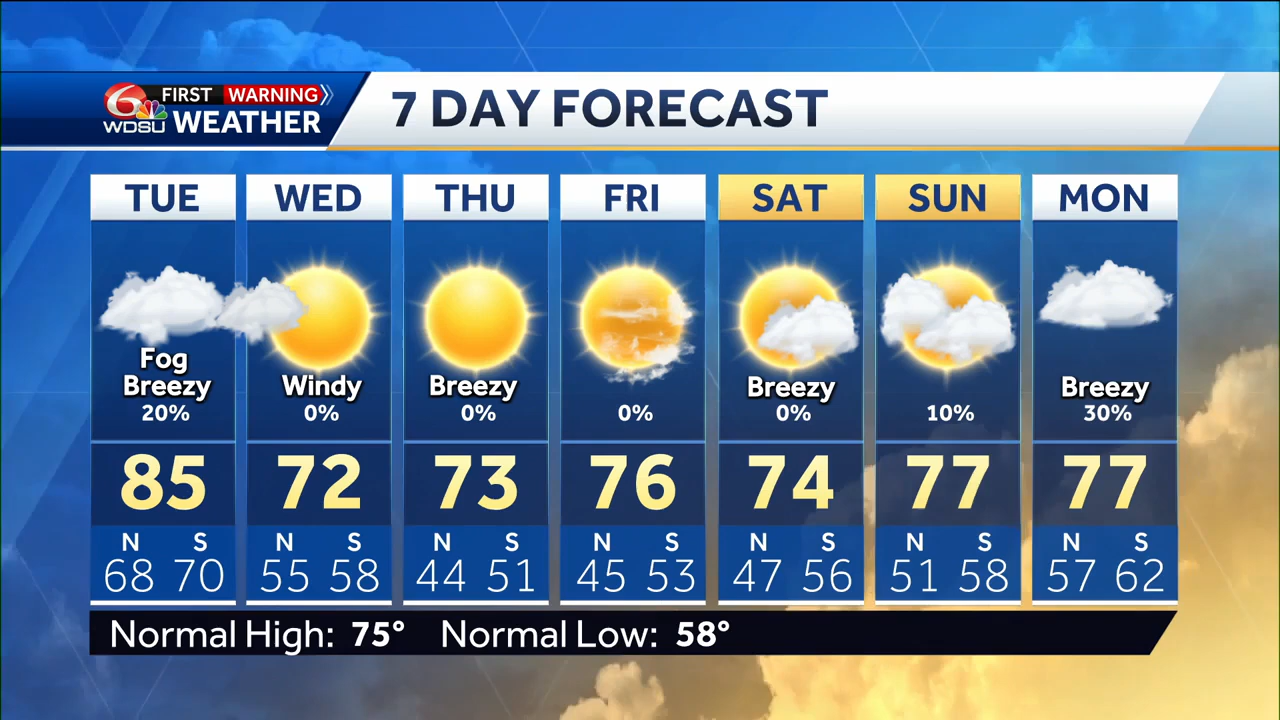 6 WDSU FIRST WARNING WEATHER
7 DAY FORECAST
TUE WED THU FRI SAT SUN MON
Fog
Breezy Windy Breezy Breezy Breezy
20% 0% 0% 0% 0% 10% 30%
85 72 73 76 74 77 77
N S N S N S N S N S N S N S
68 70 55 58 44 51 45 53 47 56 51 58 57 62
Normal High: 75° Normal Low: 58°